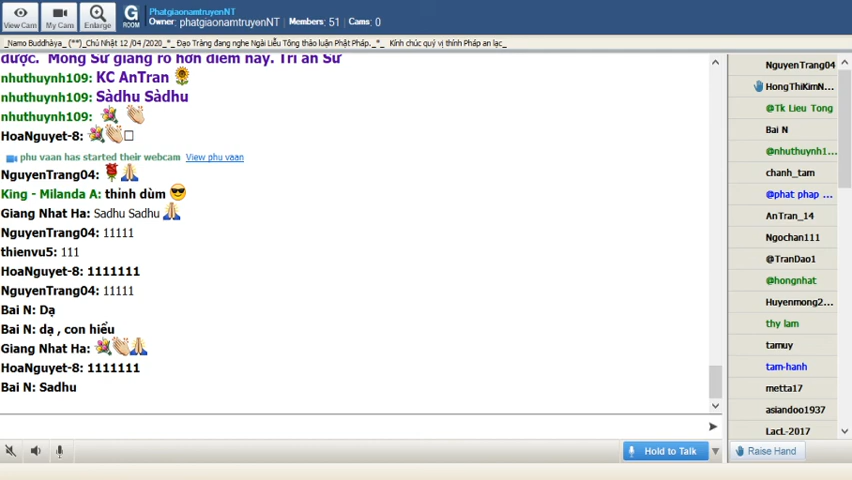 PhatgiaonamtruyenNT
Owner: phatgiaonamtruyenNT | Members: 51 | Cams: 0
View Cam
My Cam
Enlarge
G
ROOM
_Namo Buddhàya_ (**)_Chủ Nhật 12 /04 /2020_*_ Đạo Tràng đang nghe Ngài Liễu Tông thảo luận Phật Pháp._*_ Kính chúc quý vị thính Pháp an lạc_
được. Mong Sư giảng rõ hơn điểm này. Tri ân Sư
nhuthuynh109: KC AnTran 🌻
nhuthuynh109: Sàdhu Sàdhu
nhuthuynh109: 💐 👏
HoaNguyet-8: 💐👏□
phu vaan has started their webcam View phu vaan
NguyenTrang04: 🌹🙏
King - Milanda A: thỉnh dùm 😎
Giang Nhat Ha: Sadhu Sadhu 🙏
NguyenTrang04: 11111
thienvu5: 111
HoaNguyet-8: 1111111
NguyenTrang04: 11111
Bai N: Dạ
Bai N: dạ , con hiểu
Giang Nhat Ha: 💐👏🙏
HoaNguyet-8: 1111111
Bai N: Sadhu
NguyenTrang04
HongThiKimN...
@Tk Lieu Tong
Bai N
@nhuthuynh1...
chanh_tam
@phat phap ...
AnTran_14
Ngochan111
@TranDao1
@hongnhat
Huyenmong2...
thy lam
tamuy
tam-hanh
metta17
asiandoo1937
LacL-2017
Hold to Talk
Raise Hand